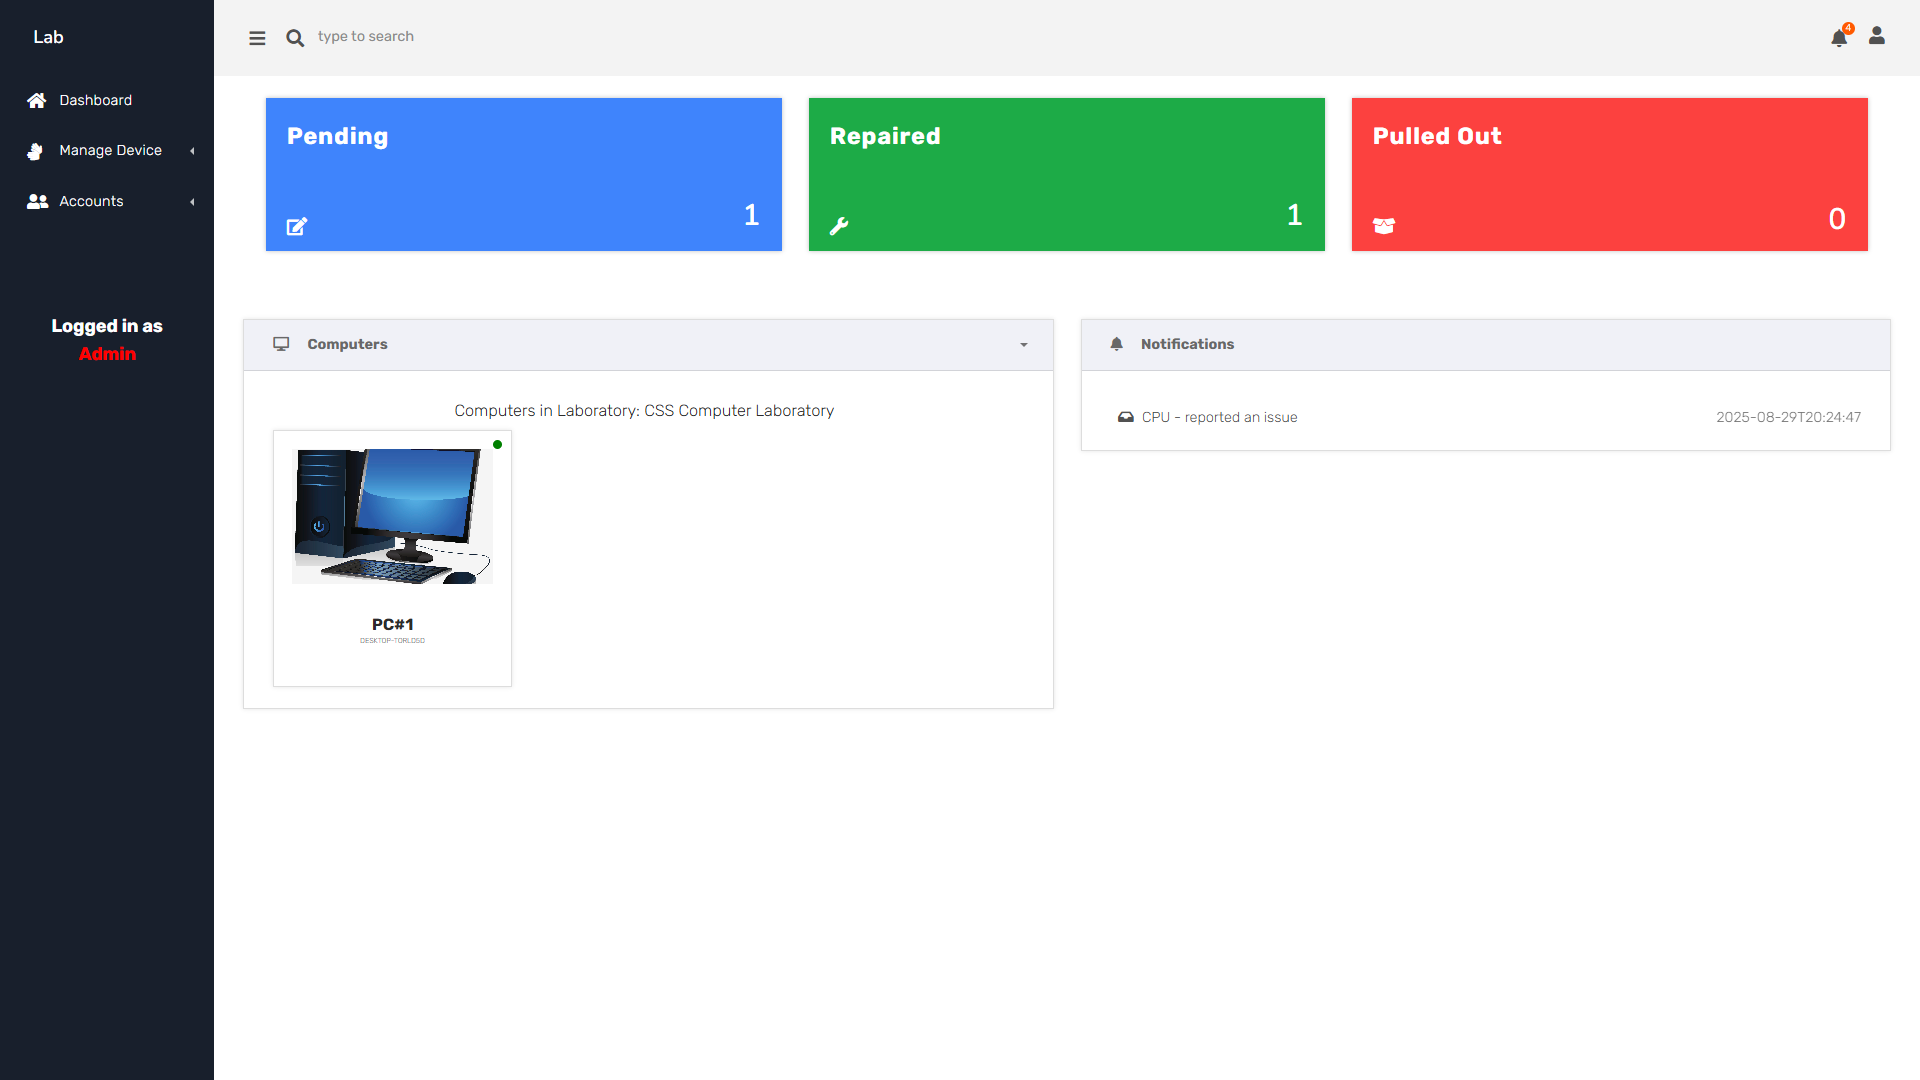 Lab
type to search
4
Dashboard
Manage Device
Accounts
Logged in as
Admin
Pending
1
Repaired
1
Pulled Out
0
Computers
Computers in Laboratory: CSS Computer Laboratory
PC#1
Notifications
CPU - reported an issue
2025-08-29T20:24:47